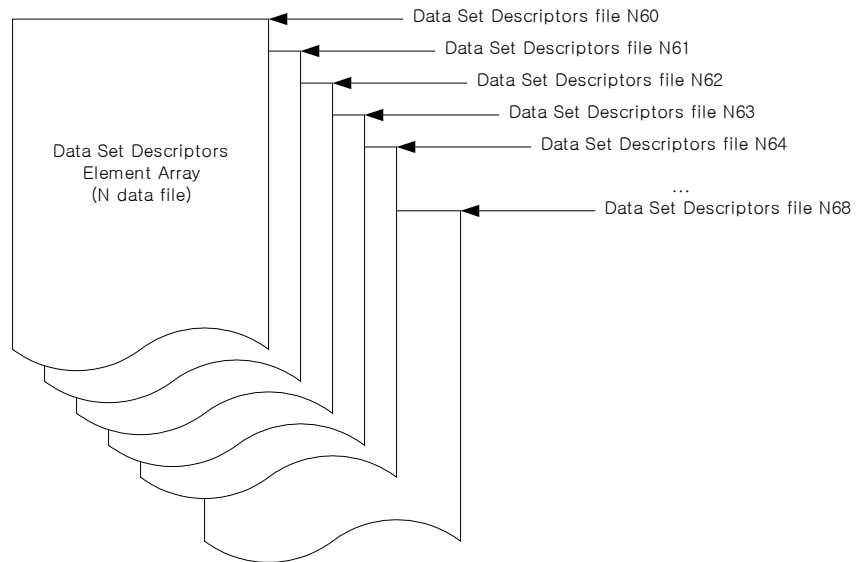 Data Set Descriptors file N60
Data Set Descriptors file N61
Data Set Descriptors file N62
Data Set Descriptors file N63
Data Set Descriptors file N64
...
Data Set Descriptors file N68
Data Set Descriptors
Element Array
(N data file)